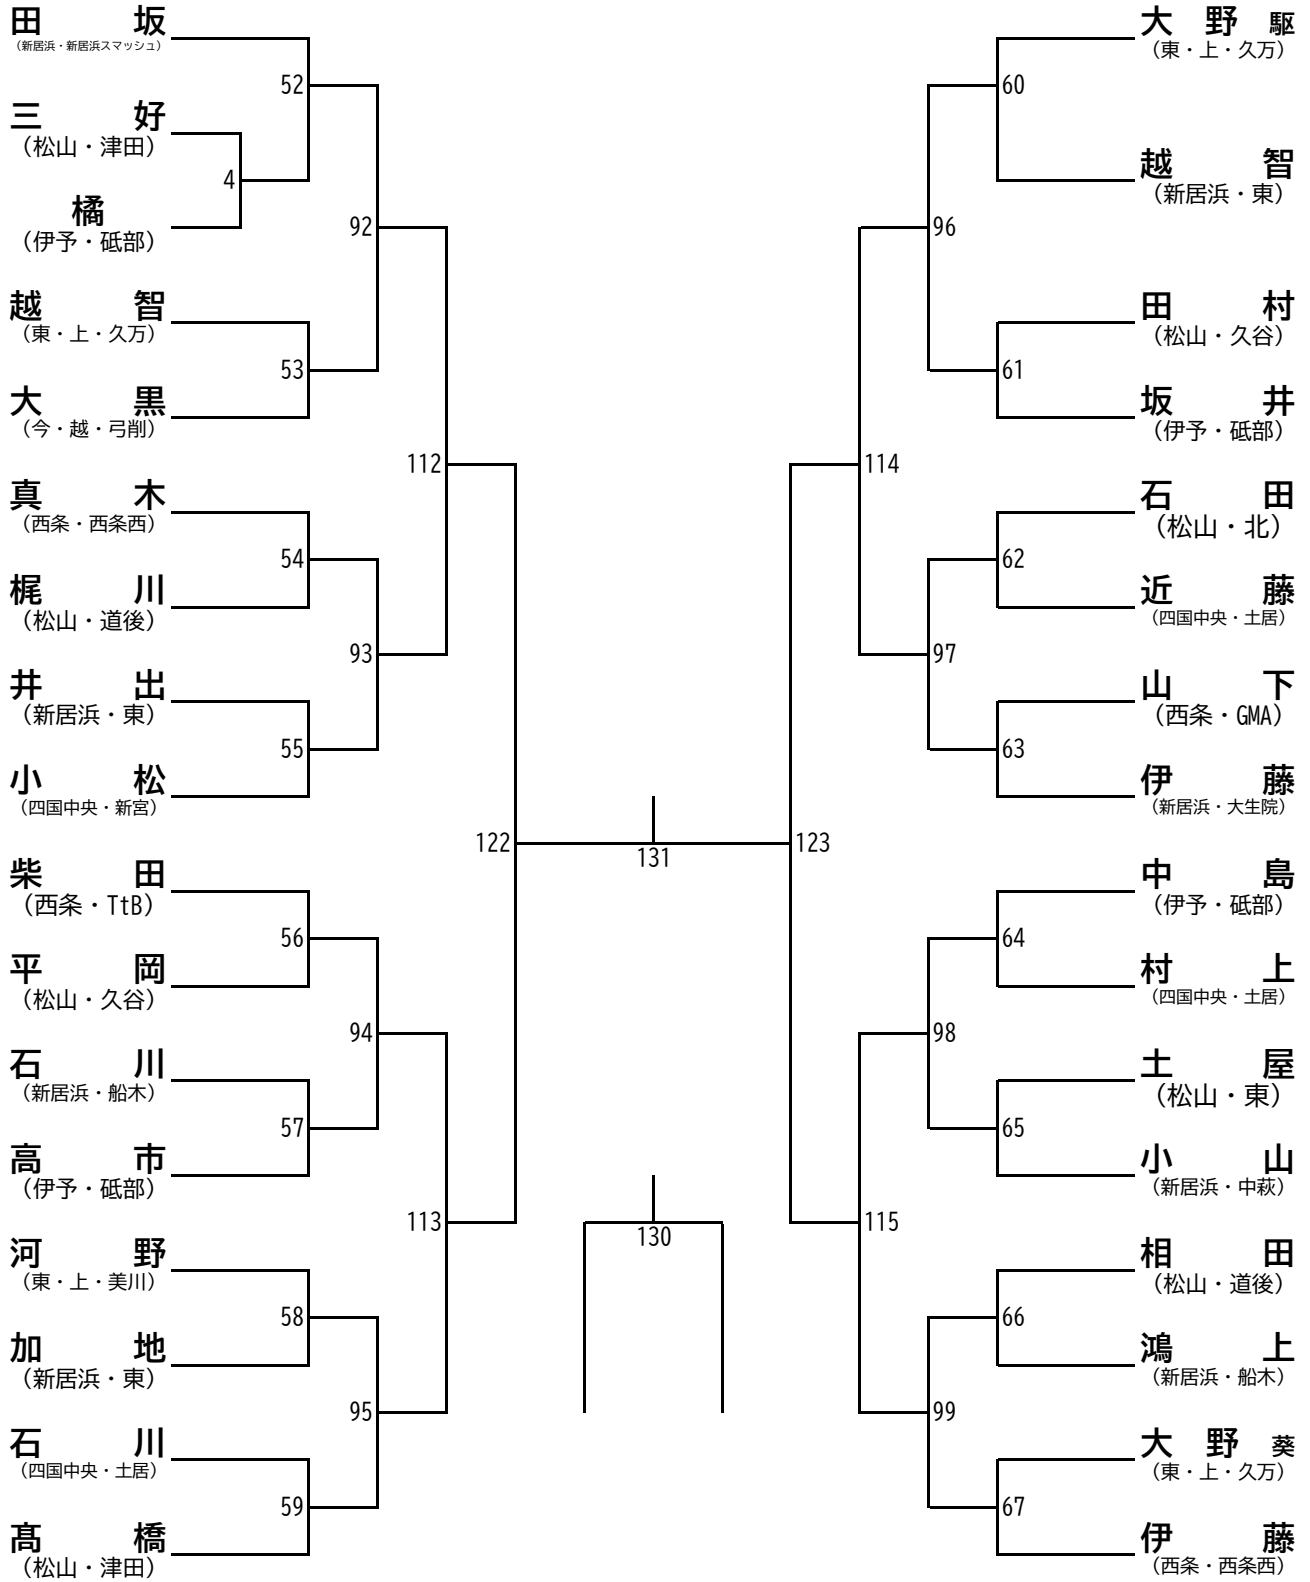 田 坂
（新居浜・新居浜スマッシュ）
52
三 好
（松山・津田）
4
橘
（伊予・砥部）
92
越 智
（東・上・久万）
53
大 黒
（今・越・弓削）
112
真 木
（西条・西条西）
54
梶 川
（松山・道後）
93
井 出
（新居浜・東）
55
小 松
（四国中央・新宮）
122
柴 田
（西条・TtB）
56
平 岡
（松山・久谷）
94
石 川
（新居浜・船木）
57
高 市
（伊予・砥部）
113
河 野
（東・上・美川）
58
加 地
（新居浜・東）
95
石 川
（四国中央・土居）
59
髙 橋
（松山・津田）
131
130
大 野 駆
（東・上・久万）
60
越 智
（新居浜・東）
96
田 村
（松山・久谷）
61
坂 井
（伊予・砥部）
114
石 田
（松山・北）
62
近 藤
（四国中央・土居）
97
山 下
（西条・GMA）
63
伊 藤
（新居浜・大生院）
123
中 島
（伊予・砥部）
64
村 上
（四国中央・土居）
98
土 屋
（松山・東）
65
小 山
（新居浜・中萩）
115
相 田
（松山・道後）
66
鴻 上
（新居浜・船木）
99
大 野 葵
（東・上・久万）
67
伊 藤
（西条・西条西）